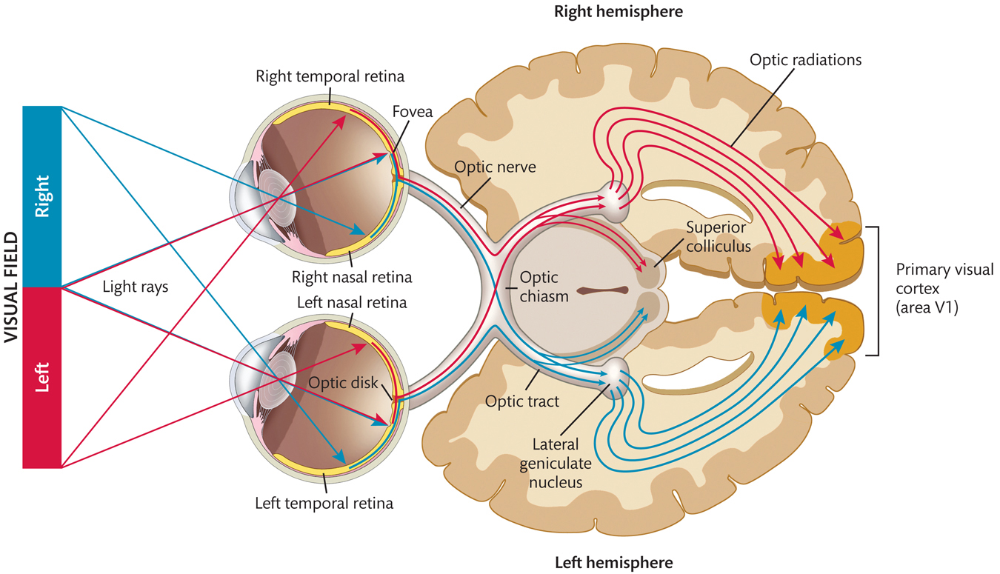 Right hemisphere
Optic radiations
Right temporal retina
Fovea
Optic nerve
Right
VISUAL FIELD
Light rays
Superior
colliculus
Right nasal retina
Left nasal retina
Optic
chiasm
Primary visual
cortex
(area V1)
Left
Optic disk
Optic tract
Lateral
geniculate
nucleus
Left temporal retina
Left hemisphere